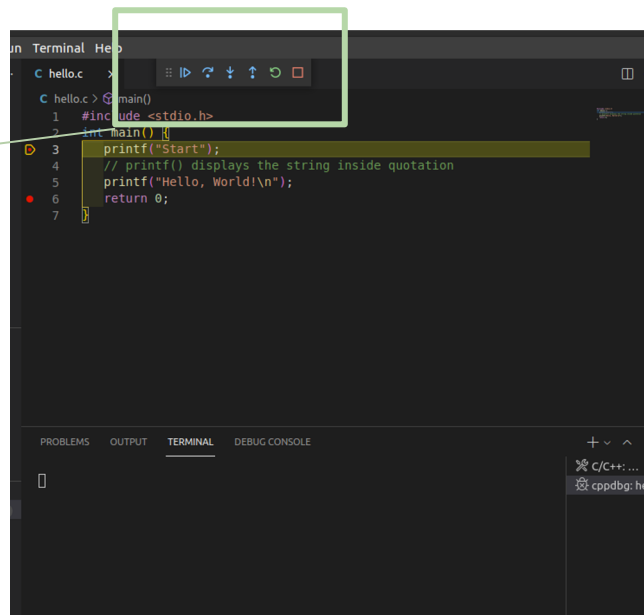 un Terminal Help
C hello.c ×
C hello.c > main()
1 #include <stdio.h>
2 int main() {
3 printf("Start");
4 // printf() displays the string inside quotation
5 printf("Hello, World!\n");
6 return 0;
7 }
PROBLEMS OUTPUT TERMINAL DEBUG CONSOLE
C/C++: ...
cppdbg: he